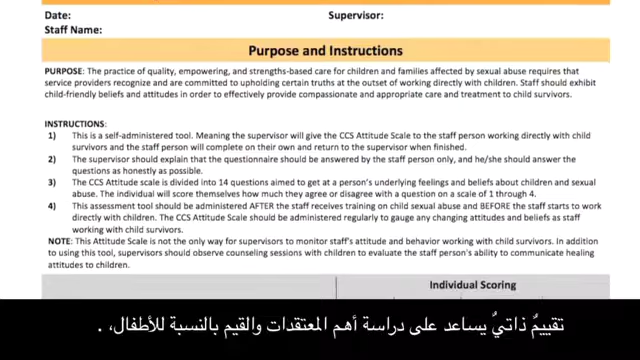 Date: Supervisor:
Staff Name:
Purpose and Instructions
PURPOSE: The practice of quality, empowering, and strengths-based care for children and families affected by sexual abuse requires that
service providers recognize and are committed to upholding certain truths at the outset of working directly with children. Staff should exhibit
child-friendly beliefs and attitudes in order to effectively provide compassionate and appropriate care and treatment to child survivors.
INSTRUCTIONS:
1) This is a self-administered tool. Meaning the supervisor will give the CCS Attitude Scale to the staff person working directly with child
survivors and the staff person will complete on their own and return to the supervisor when finished.
2) The supervisor should explain that the questionnaire should be answered by the staff person only, and he/she should answer the
questions as honestly as possible.
3) The CCS Attitude scale is divided into 14 questions aimed to get at a person's underlying feelings and beliefs about children and sexual
abuse. The individual will score themselves how much they agree or disagree with a question on a scale of 1 through 4.
4) This assessment tool should be administered AFTER the staff receives training on child sexual abuse and BEFORE the staff starts to work
directly with children. The CCS Attitude Scale should be administered regularly to gauge any changing attitudes and beliefs as staff
working with child survivors.
NOTE: This Attitude Scale is not the only way for supervisors to monitor staff's attitude and behavior working with child survivors. In addition
to using this tool, supervisors should observe counseling sessions with children to evaluate the staff person's ability to communicate healing
attitudes to children.
Individual Scoring
تقييمٌ ذاتيٌ يساعد على دراسة أهم المعتقدات والقيم بالنسبة للأطفال، .